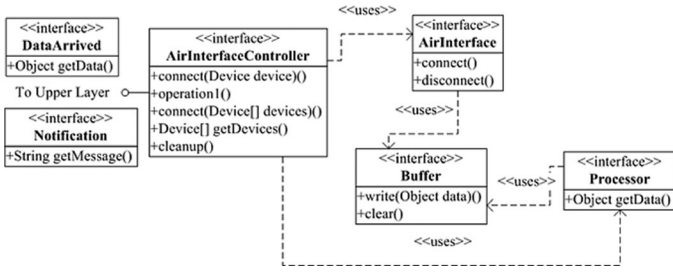 <<interface>>
DataArrived
+Object getData()
To Upper Layer
<<interface>>
Notification
+String getMessage()
<<interface>>
AirInterfaceController
+connect(Device device)()
+operation1()
+connect(Device[] devices)()
+Device[] getDevices()
+cleanup()
<<uses>>
<<interface>>
AirInterface
+connect()
+disconnect()
<<uses>>
<<interface>>
Buffer
+write(Object data)()
+clear()
<<uses>>
<<interface>>
Processor
+Object getData()
<<uses>>